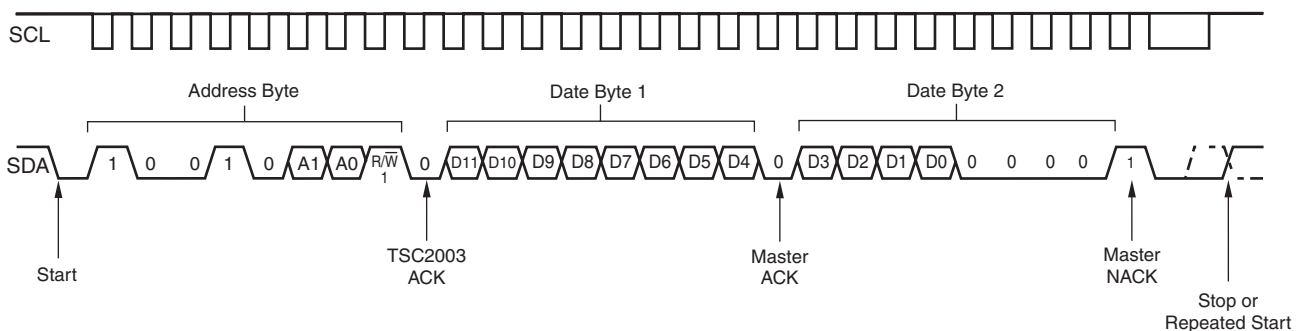 SCL
Address Byte
Date Byte 1
Date Byte 2
SDA
1 0 0 1 0 A1 A0 R/W̅ 1 0 D11 D10 D9 D8 D7 D6 D5 D4 0 D3 D2 D1 D0 0 0 0 0 1
Start
TSC2003
ACK
Master
ACK
Master
NACK
Stop or
Repeated Start